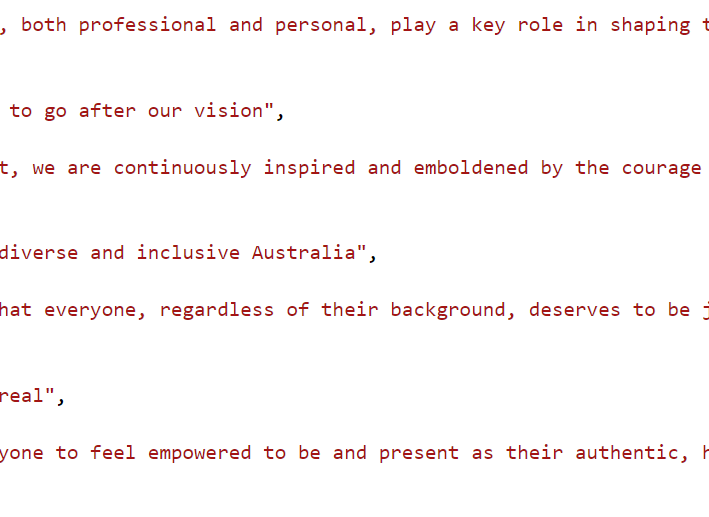 , both professional and personal, play a key role in shaping
to go after our vision",
t, we are continuously inspired and emboldened by the courage
diverse and inclusive Australia",
hat everyone, regardless of their background, deserves to be
real",
yone to feel empowered to be and present as their authentic,